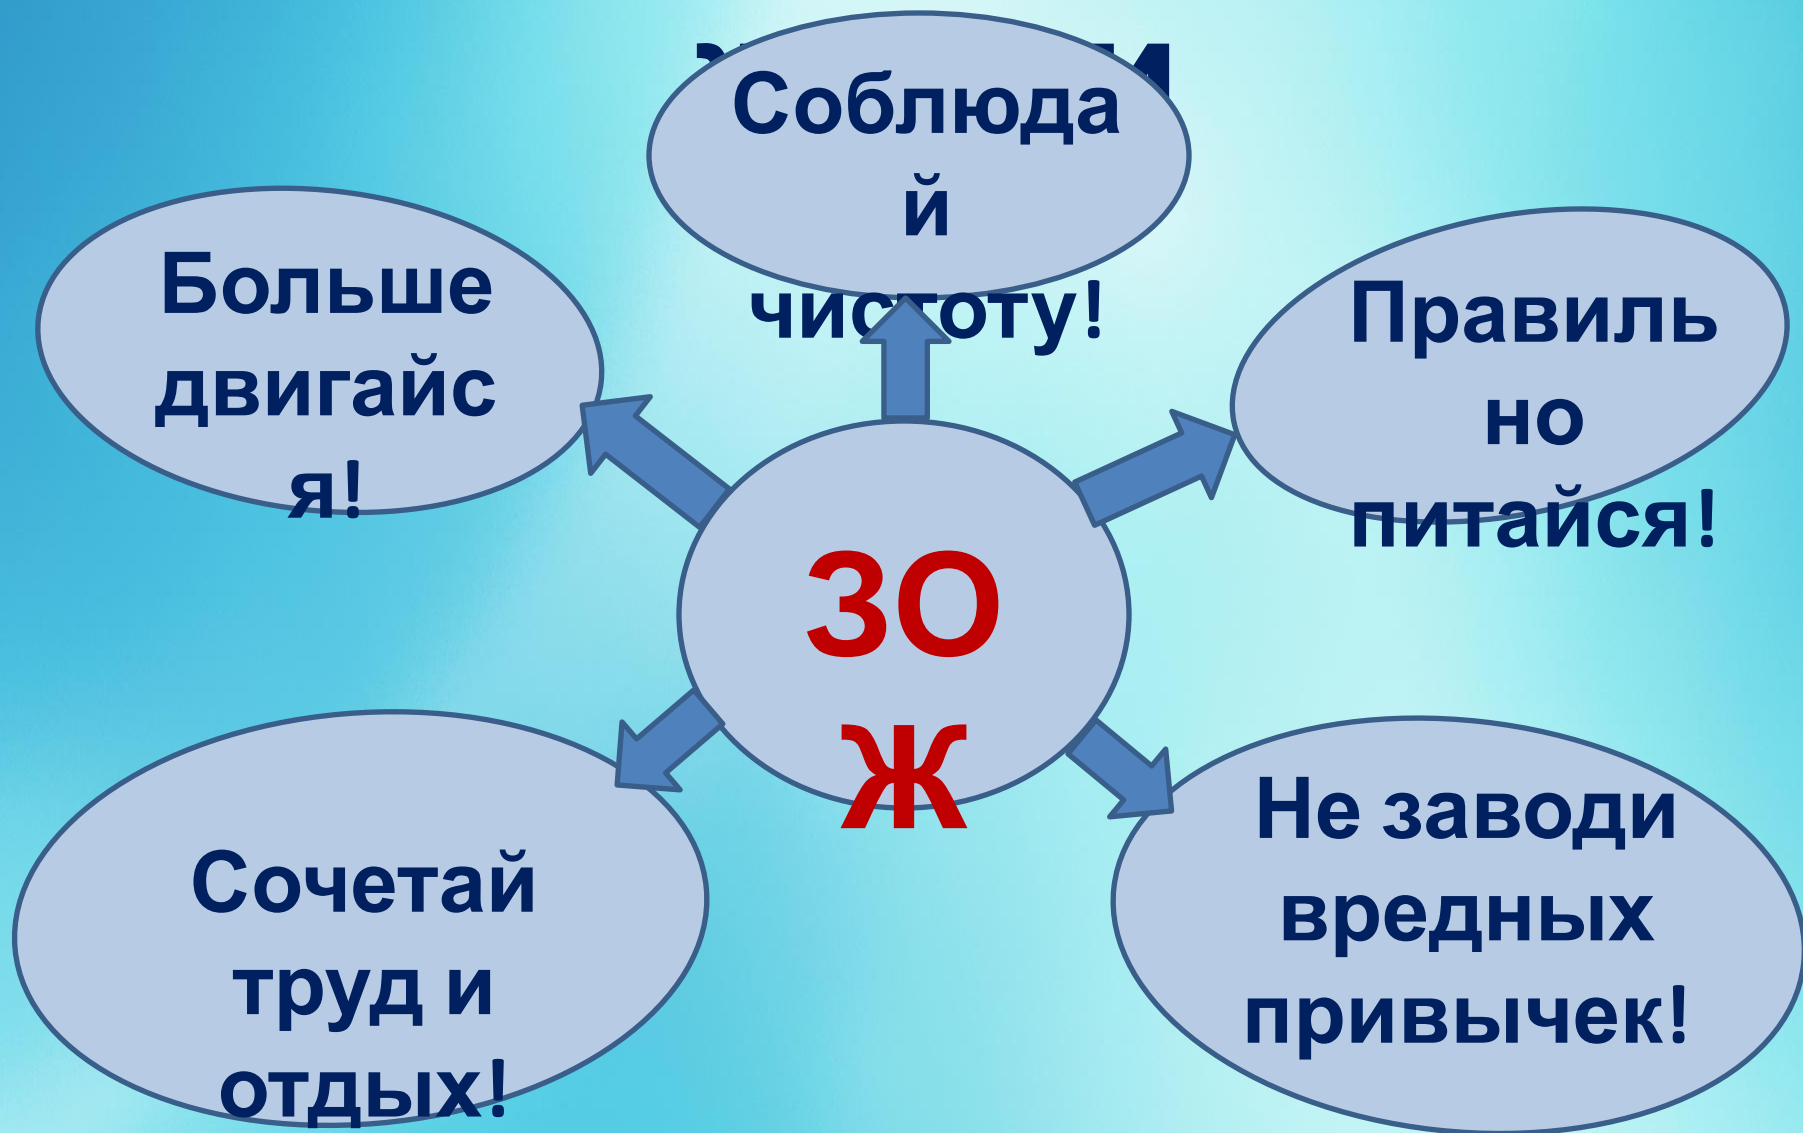 Соблюда
й
чистоту!
Больше
двигайс
я!
Правиль
но
питайся!
ЗО
Ж
Сочетай
труд и
отдых!
Не заводи
вредных
привычек!